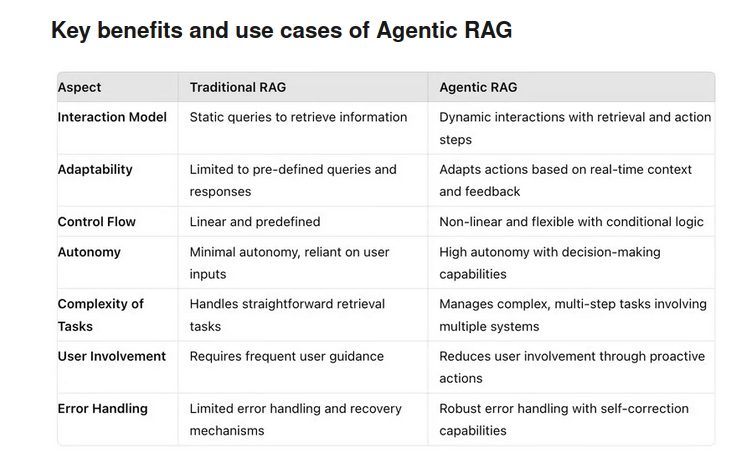 Key benefits and use cases of Agentic RAG
Aspect Traditional RAG Agentic RAG
Interaction Model Static queries to retrieve information Dynamic interactions with retrieval and action
steps
Adaptability Limited to pre-defined queries and Adapts actions based on real-time context
responses and feedback
Control Flow Linear and predefined Non-linear and flexible with conditional logic
Autonomy Minimal autonomy, reliant on user High autonomy with decision-making
inputs capabilities
Complexity of Handles straightforward retrieval Manages complex, multi-step tasks involving
Tasks tasks multiple systems
User Involvement Requires frequent user guidance Reduces user involvement through proactive
actions
Error Handling Limited error handling and recovery Robust error handling with self-correction
mechanisms capabilities